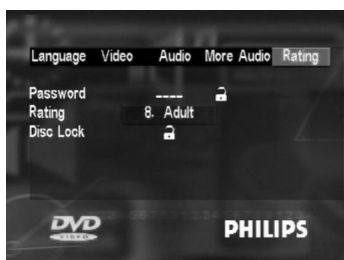 Language Video Audio More Audio Rating
Password ----
Rating 8. Adult
Disc Lock
DVD
VIDEO
PHILIPS